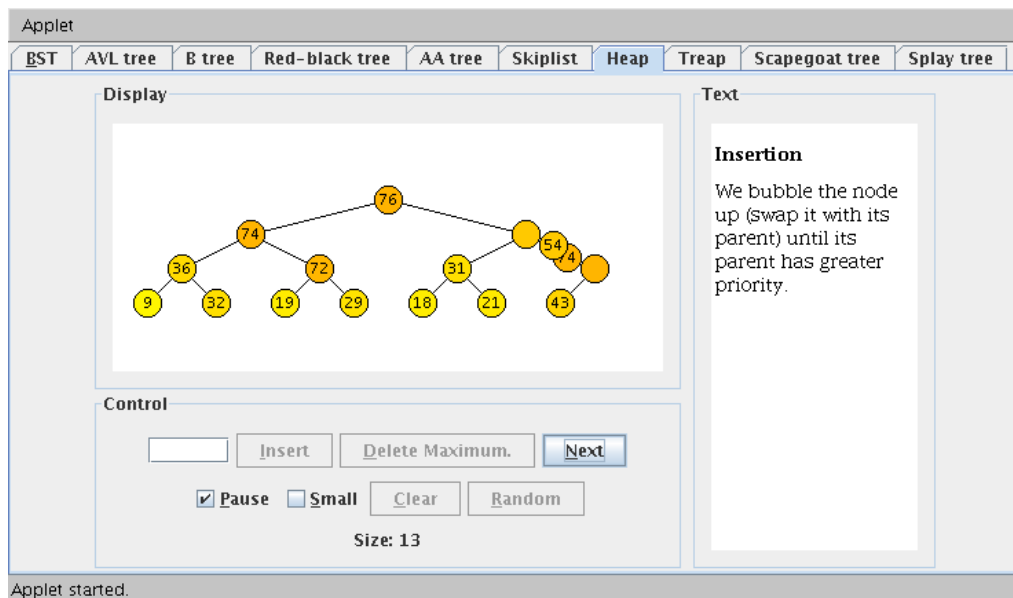 Applet
BST AVL tree B tree Red-black tree AA tree Skiplist Heap Treap Scapegoat tree Splay tree
Display
76
74
54
74
36 72 31
9 32 19 29 18 21 43
Text
Insertion
We bubble the node
up (swap it with its
parent) until its
parent has greater
priority.
Control
Insert Delete Maximum. Next
Pause Small Clear Random
Size: 13
Applet started.